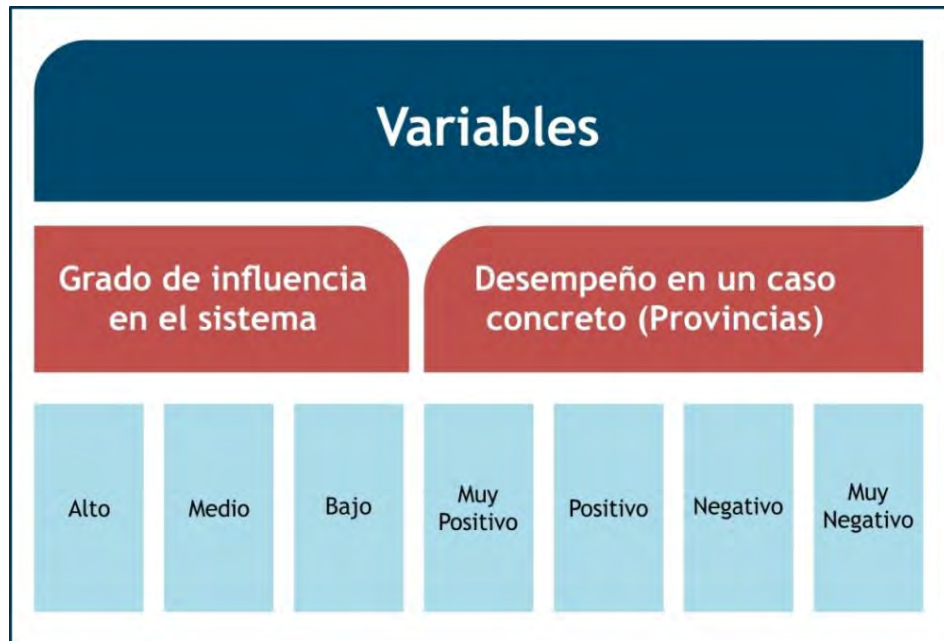 Variables
Grado de influencia
en el sistema
Desempeño en un caso
concreto (Provincias)
Alto
Medio
Bajo
Muy
Positivo
Positivo
Negativo
Muy
Negativo